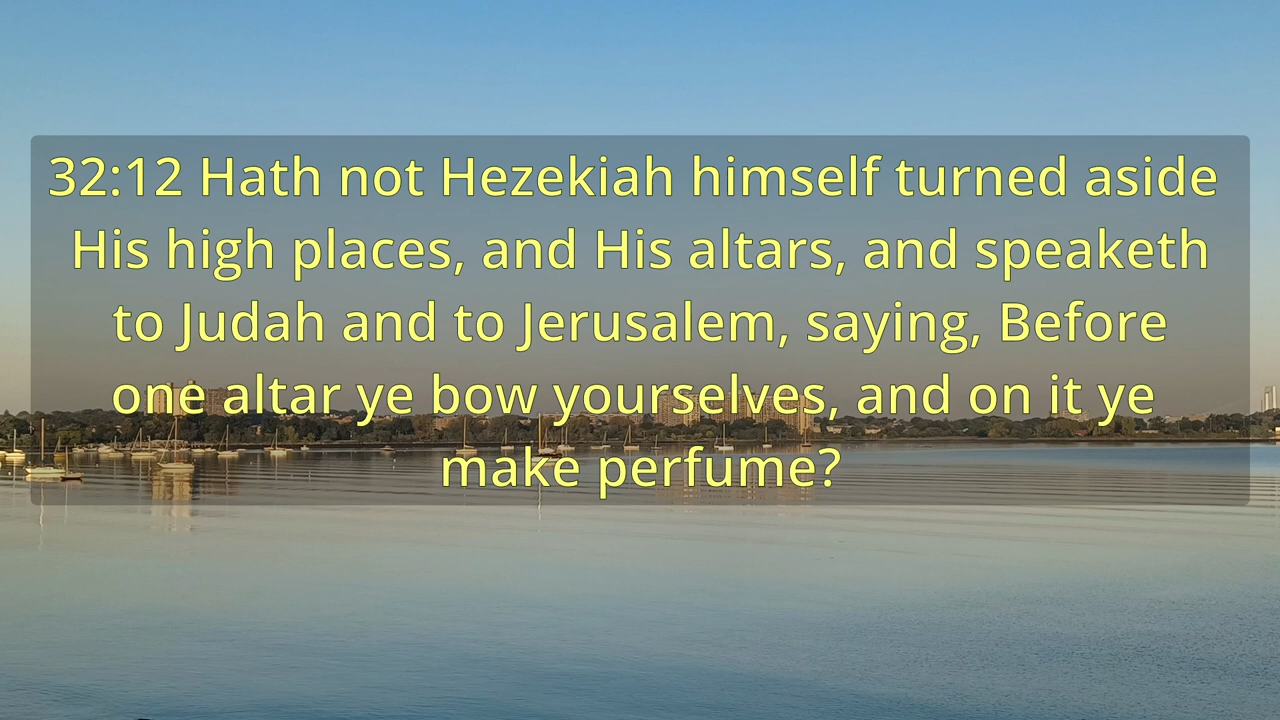 32:12 Hath not Hezekiah himself turned aside
His high places, and His altars, and speaketh
to Judah and to Jerusalem, saying, Before
one altar ye bow yourselves, and on it ye
make perfume?